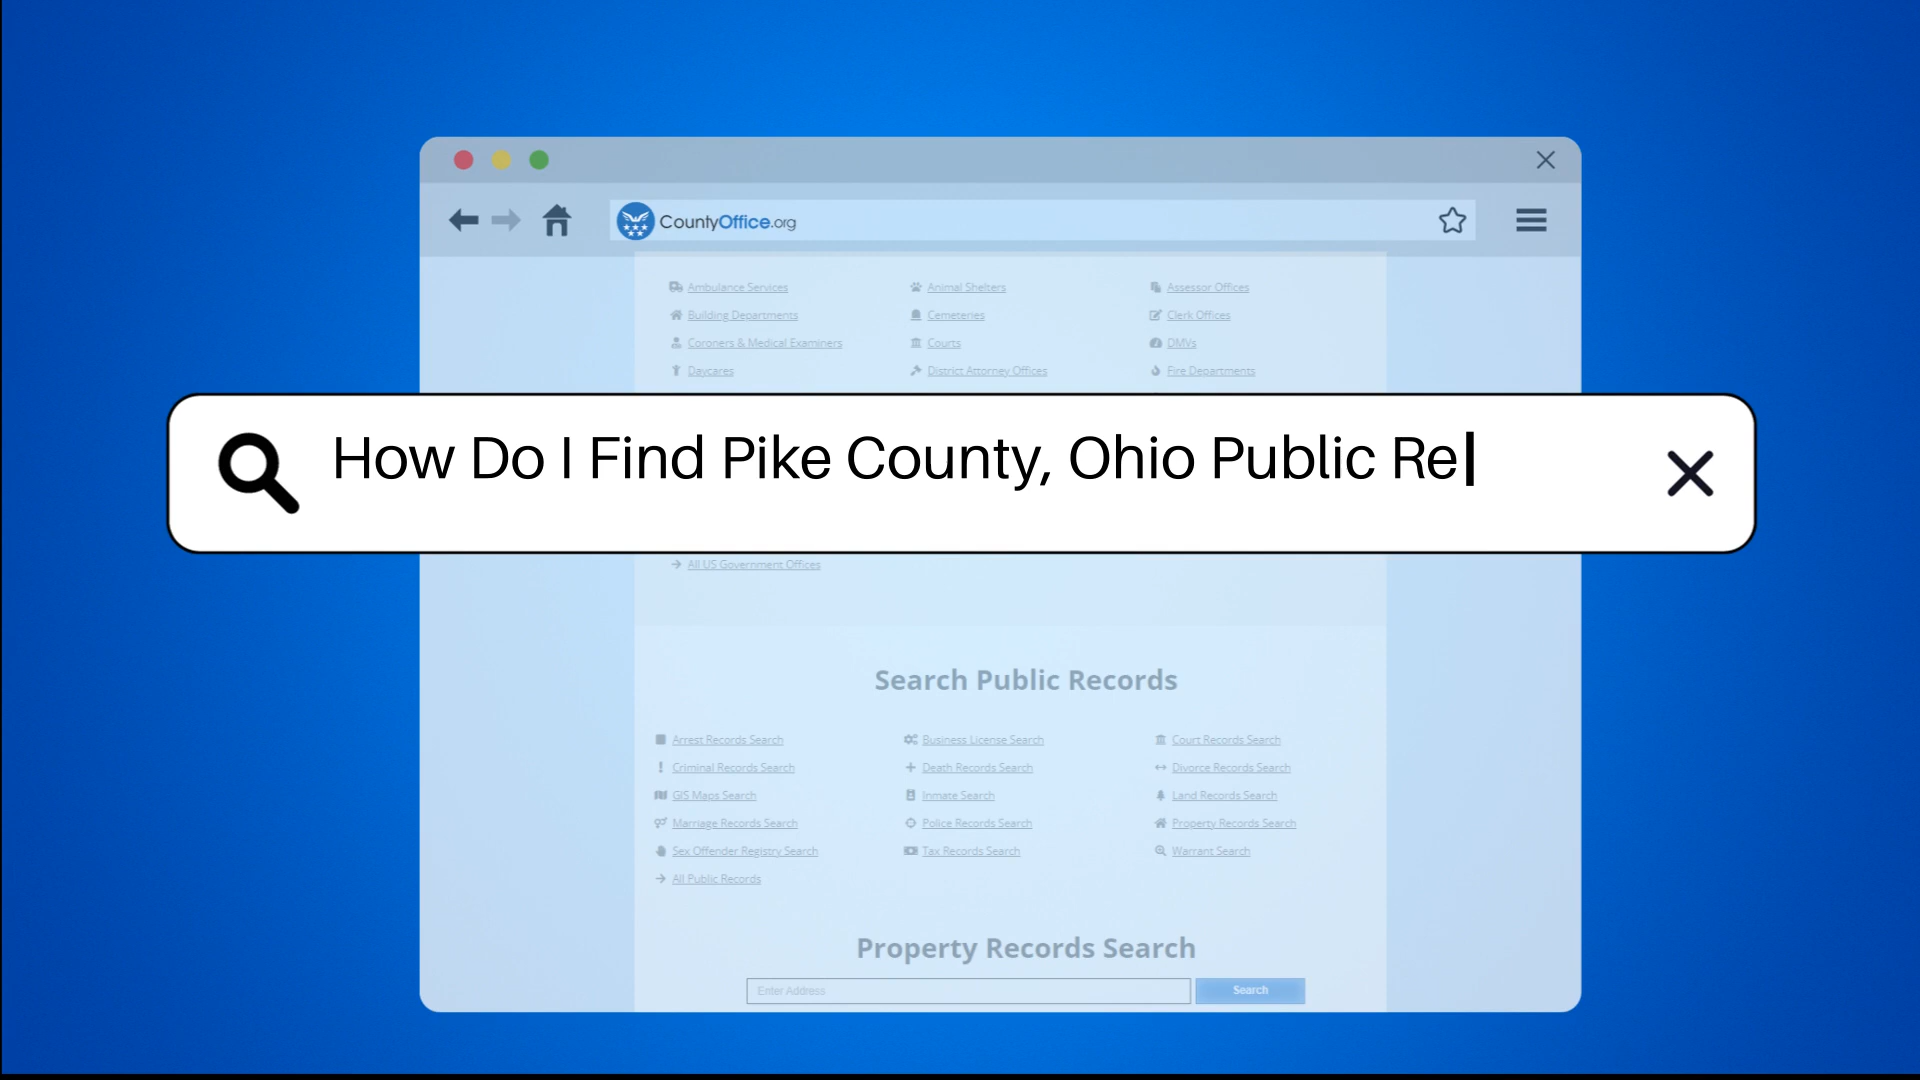 CountyOffice.org
Ambulance Services Animal Shelters Assessor Offices
Building Departments Cemeteries Clerk Offices
Coroners & Medical Examiners Courts DMVs
Daycares District Attorney Offices Fire Departments
How Do I Find Pike County, Ohio Public Re
All US Government Offices
Search Public Records
Arrest Records Search Business License Search Court Records Search
Criminal Records Search Death Records Search Divorce Records Search
GIS Maps Search Inmate Search Land Records Search
Marriage Records Search Police Records Search Property Records Search
Sex Offender Registry Search Tax Records Search Warrant Search
All Public Records
Property Records Search
Enter Address Search